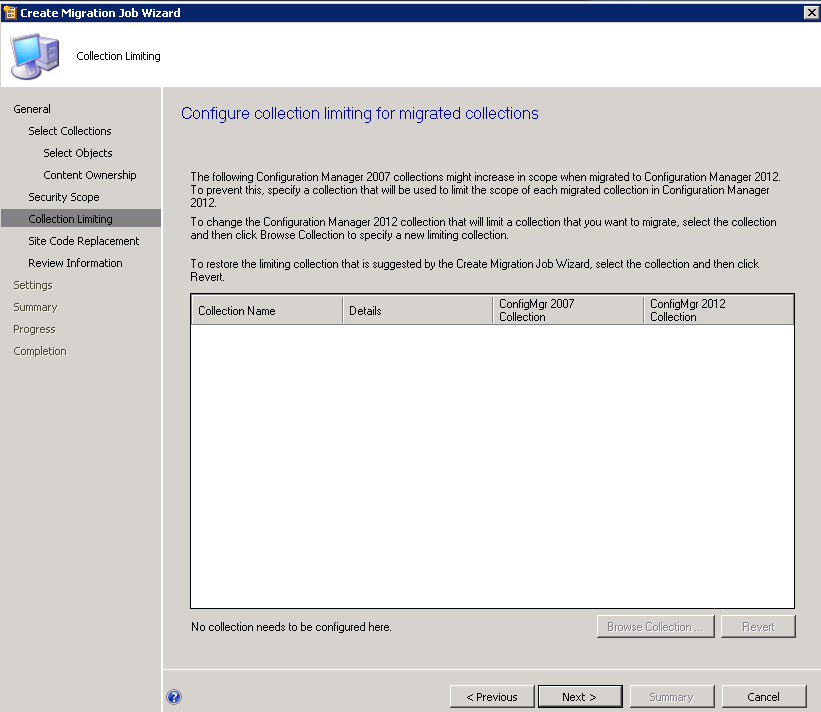 Create Migration Job Wizard
Collection Limiting
General
Select Collections
Select Objects
Content Ownership
Security Scope
Collection Limiting
Site Code Replacement
Review Information
Settings
Summary
Progress
Completion
Configure collection limiting for migrated collections
The following Configuration Manager 2007 collections might increase in scope when migrated to Configuration Manager 2012.
To prevent this, specify a collection that will be used to limit the scope of each migrated collection in Configuration Manager
2012.
To change the Configuration Manager 2012 collection that will limit a collection that you want to migrate, select the collection
and then click Browse Collection to specify a new limiting collection.
To restore the limiting collection that is suggested by the Create Migration Job Wizard, select the collection and then click
Revert.
Collection Name
Details
ConfigMgr 2007
Collection
ConfigMgr 2012
Collection
No collection needs to be configured here.
Browse Collection ...
Revert
?
< Previous
Next >
Summary
Cancel